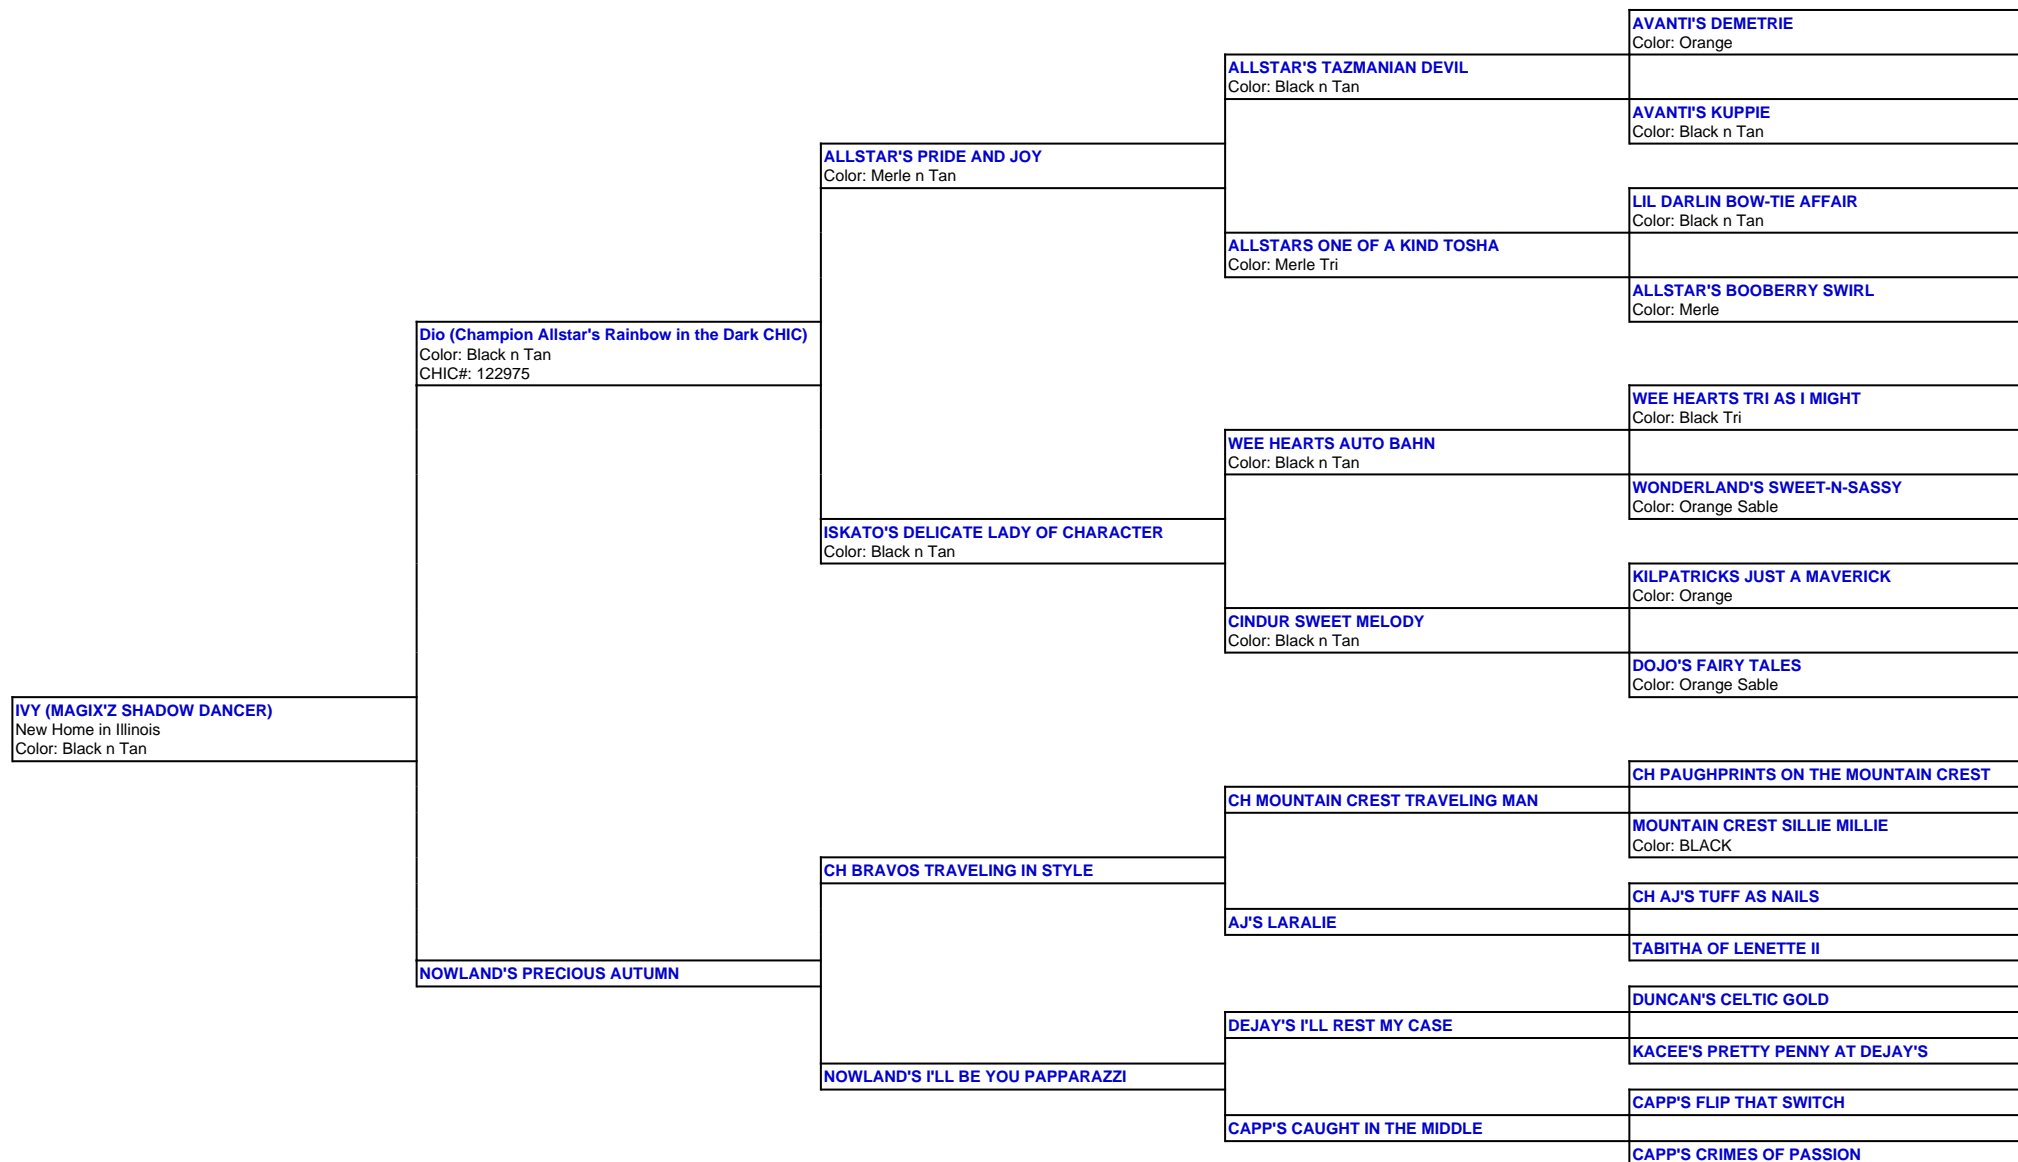 AVANTI'S DEMETRIE
Color: Orange
ALLSTAR'S TAZMANIAN DEVIL
Color: Black n Tan
AVANTI'S KUPPIE
Color: Black n Tan
ALLSTAR'S PRIDE AND JOY
Color: Merle n Tan
LIL DARLIN BOW-TIE AFFAIR
Color: Black n Tan
ALLSTARS ONE OF A KIND TOSHA
Color: Merle Tri
ALLSTAR'S BOOBERRY SWIRL
Color: Merle
Dio (Champion Allstar's Rainbow in the Dark CHIC)
Color: Black n Tan
CHIC#: 122975
WEE HEARTS TRI AS I MIGHT
Color: Black Tri
WEE HEARTS AUTO BAHN
Color: Black n Tan
WONDERLAND'S SWEET-N-SASSY
Color: Orange Sable
ISKATO'S DELICATE LADY OF CHARACTER
Color: Black n Tan
KILPATRICKS JUST A MAVERICK
Color: Orange
CINDUR SWEET MELODY
Color: Black n Tan
DOJO'S FAIRY TALES
Color: Orange Sable
IVY (MAGIX'Z SHADOW DANCER)
New Home in Illinois
Color: Black n Tan
CH PAUGHPRINTS ON THE MOUNTAIN CREST
CH MOUNTAIN CREST TRAVELING MAN
MOUNTAIN CREST SILLIE MILLIE
Color: BLACK
CH BRAVOS TRAVELING IN STYLE
CH AJ'S TUFF AS NAILS
AJ'S LARALIE
TABITHA OF LENETTE II
NOWLAND'S PRECIOUS AUTUMN
DUNCAN'S CELTIC GOLD
DEJAY'S I'LL REST MY CASE
KACEE'S PRETTY PENNY AT DEJAY'S
NOWLAND'S I'LL BE YOU PAPPARAZZI
CAPP'S FLIP THAT SWITCH
CAPP'S CAUGHT IN THE MIDDLE
CAPP'S CRIMES OF PASSION